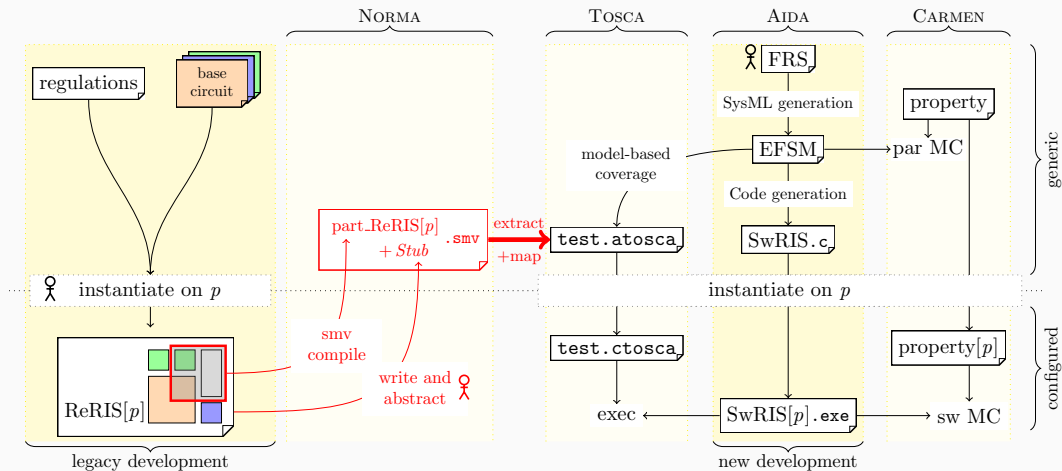 NORMA
TOSCA
AIDA
CARMEN
regulations
base
circuit
FRS
SysML generation
property
model-based
coverage
EFSM
par MC
generic
Code generation
part_ReRIS[p]
+ Stub
.smv
extract
+map
test.atosca
SwRIS.c
instantiate on p
instantiate on p
smv
compile
test.ctosca
property[p]
configured
write and
abstract
ReRIS[p]
exec
SwRIS[p].exe
sw MC
legacy development
new development